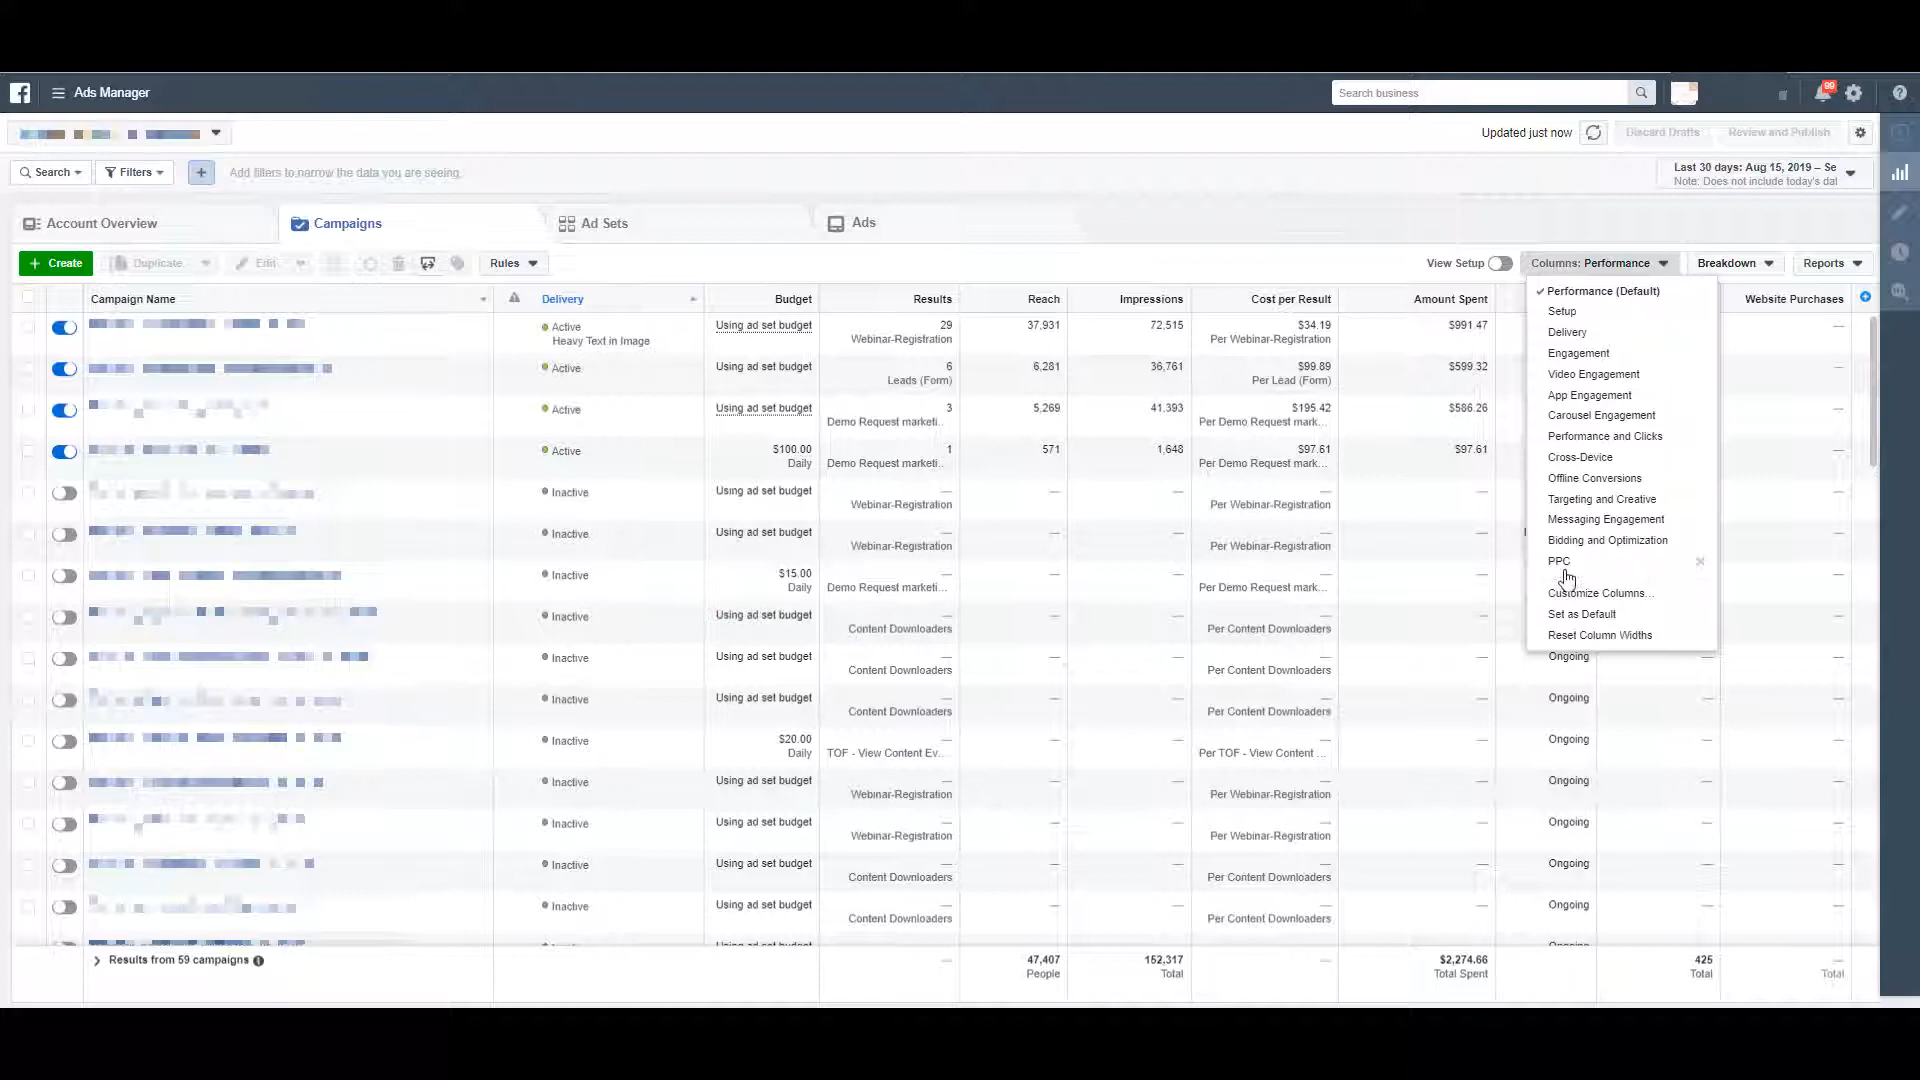 Ads Manager
Search business
99
Updated just now
Discard Drafts
Review and Publish
Search
Filters
Add filters to narrow the data you are seeing.
Last 30 days: Aug 15, 2019 – Se
Note: Does not include today's dat
Account Overview
Campaigns
Ad Sets
Ads
+ Create
Duplicate
Edit
Rules
View Setup
Columns: Performance
Breakdown
Reports
Campaign Name
Delivery
Budget
Results
Reach
Impressions
Cost per Result
Amount Spent
Website Purchases
Performance (Default)
Setup
Delivery
Engagement
Video Engagement
App Engagement
Carousel Engagement
Performance and Clicks
Cross-Device
Offline Conversions
Targeting and Creative
Messaging Engagement
Bidding and Optimization
PPC
Customize Columns...
Set as Default
Reset Column Widths
Active Using ad set budget 29 37,931 72,515 $34.19 $991.47 —
Heavy Text in Image Webinar-Registration Per Webinar-Registration
Active Using ad set budget 6 6,281 36,761 $99.89 $599.32 —
Leads (Form) Per Lead (Form)
Active Using ad set budget 3 5,269 41,393 $195.42 $586.26 —
Demo Request marketi... Per Demo Request mark...
Active $100.00 1 571 1,648 $97.61 $97.61 —
Daily Demo Request marketi... Per Demo Request mark...
Inactive Using ad set budget — — — — — —
Webinar-Registration Per Webinar-Registration
Inactive Using ad set budget — — — — — —
Webinar-Registration Per Webinar-Registration
Inactive $15.00 — — — — — —
Daily Demo Request marketi... Per Demo Request mark...
Inactive Using ad set budget — — — — — —
Content Downloaders Per Content Downloaders
Inactive Using ad set budget — — — — — Ongoing — —
Content Downloaders Per Content Downloaders
Inactive Using ad set budget — — — — — Ongoing — —
Content Downloaders Per Content Downloaders
Inactive $20.00 — — — — — Ongoing — —
Daily TOF - View Content Ev... Per TOF - View Content ...
Inactive Using ad set budget — — — — — Ongoing — —
Webinar-Registration Per Webinar-Registration
Inactive Using ad set budget — — — — — Ongoing — —
Webinar-Registration Per Webinar-Registration
Inactive Using ad set budget — — — — — Ongoing — —
Content Downloaders Per Content Downloaders
Inactive Using ad set budget — — — — — Ongoing — —
Content Downloaders Per Content Downloaders
Results from 59 campaigns — 47,407 152,317 — $2,274.66 425 —
People Total Total Spent Total Total